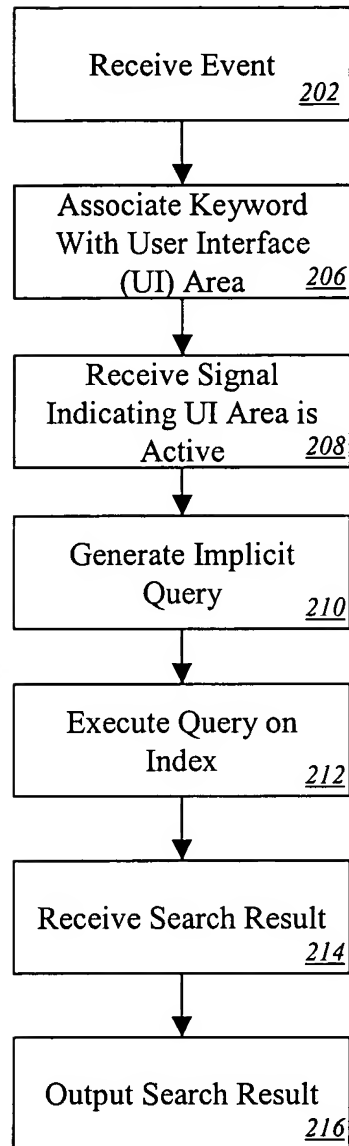 Receive Event
202
Associate Keyword
With User Interface
(UI) Area
206
Receive Signal
Indicating UI Area is
Active
208
Generate Implicit
Query
210
Execute Query on
Index
212
Receive Search Result
214
Output Search Result
216